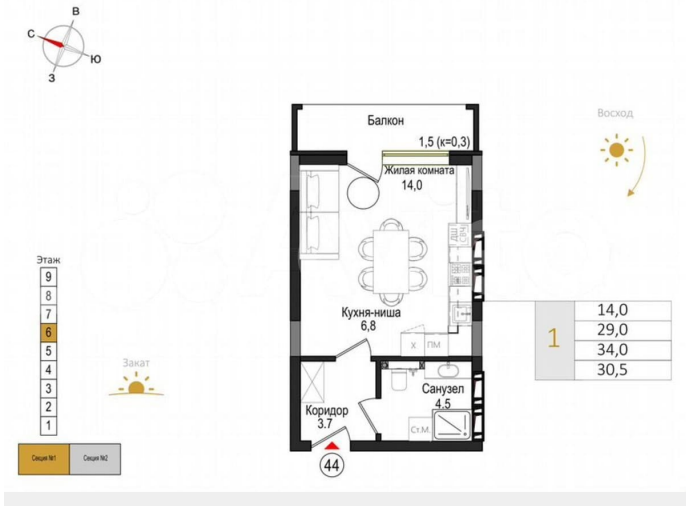 В
С
Ю
З
Балкон
1,5 (к=0,3)
Восход
Жилая комната
14,0
ДШ
СВЧ
Этаж
9
8
7
6
5
4
3
2
1
Кухня-ниша
6,8
Х
ПМ
1
14,0
29,0
34,0
30,5
Закат
Санузел
4.5
Коридор
3.7
Ст.М.
44
Секция №1
Секция №2